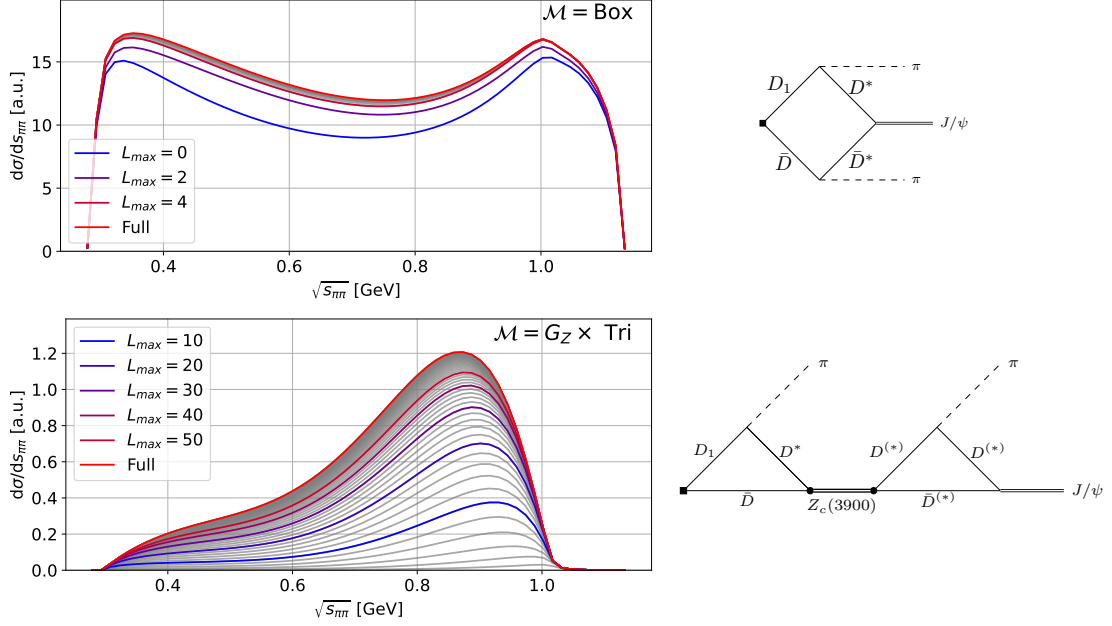 ℳ = Box
dσ/ds_ππ [a.u.]
15
10
5
0
L_max = 0
L_max = 2
L_max = 4
Full
0.4 0.6 0.8 1.0
√s_ππ [GeV]
D₁ D* π
J/ψ
D̄ D̄* π
ℳ = G_Z × Tri
dσ/ds_ππ [a.u.]
1.2
1.0
0.8
0.6
0.4
0.2
0.0
L_max = 10
L_max = 20
L_max = 30
L_max = 40
L_max = 50
Full
0.4 0.6 0.8 1.0
√s_ππ [GeV]
π π
D₁ D* D⁽*⁾ D⁽*⁾
D̄ Z_c(3900) D̄⁽*⁾ J/ψ